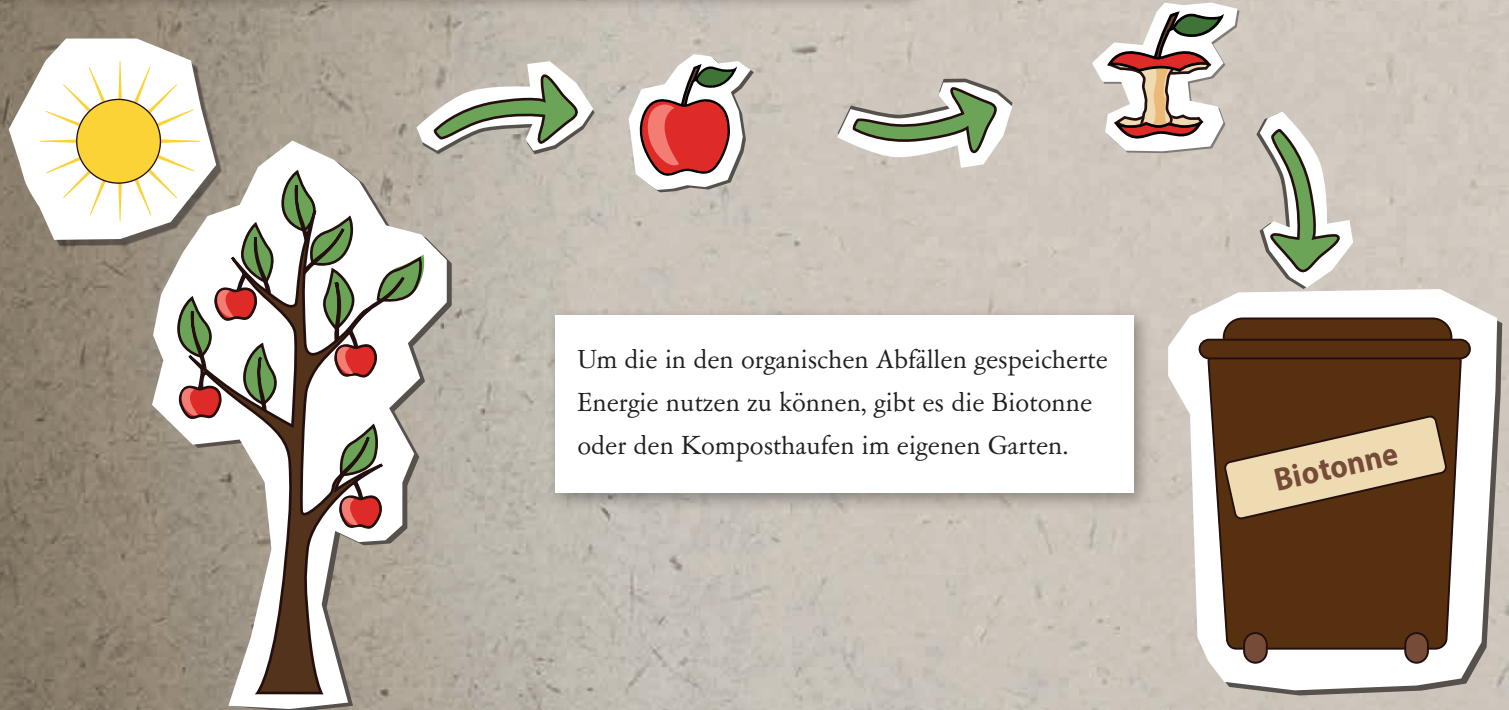 Um die in den organischen Abfällen gespeicherte
Energie nutzen zu können, gibt es die Biotonne
oder den Komposthaufen im eigenen Garten.
Biotonne